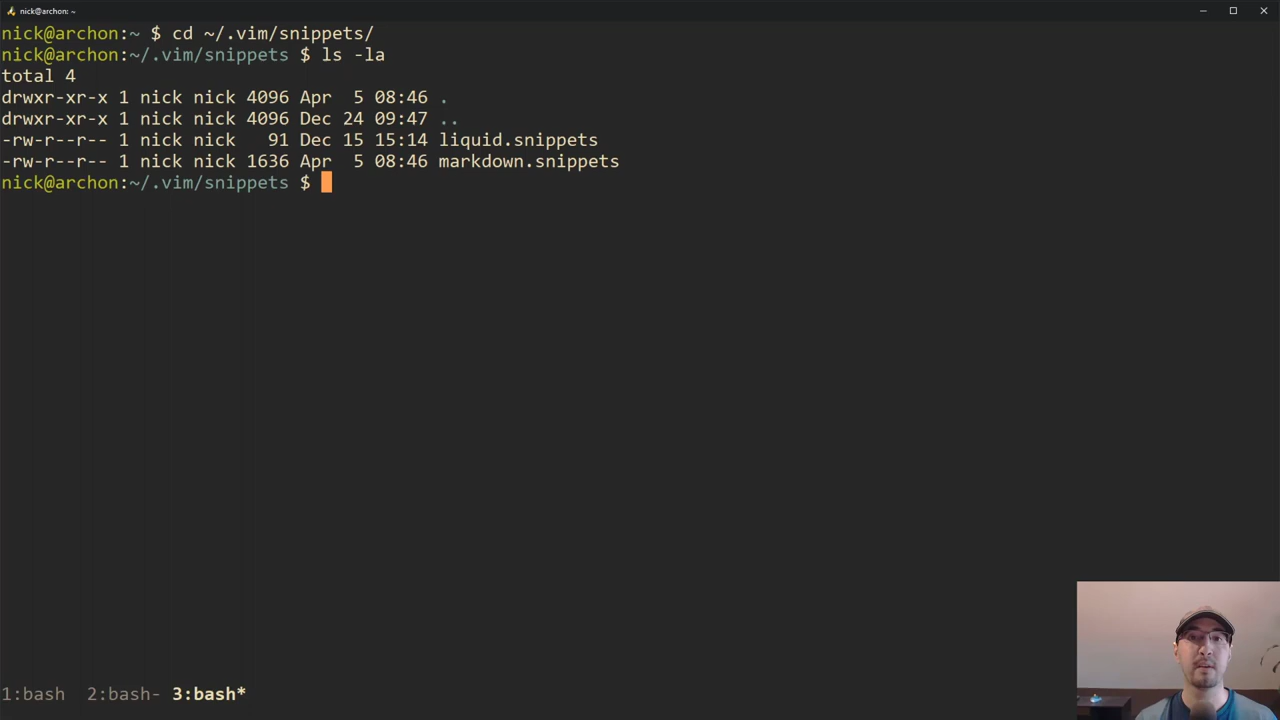 nick@archon: ~
nick@archon:~ $ cd ~/.vim/snippets/
nick@archon:~/.vim/snippets $ ls -la
total 4
drwxr-xr-x 1 nick nick 4096 Apr  5 08:46 .
drwxr-xr-x 1 nick nick 4096 Dec 24 09:47 ..
-rw-r--r-- 1 nick nick   91 Dec 15 15:14 liquid.snippets
-rw-r--r-- 1 nick nick 1636 Apr  5 08:46 markdown.snippets
nick@archon:~/.vim/snippets $
1:bash  2:bash- 3:bash*